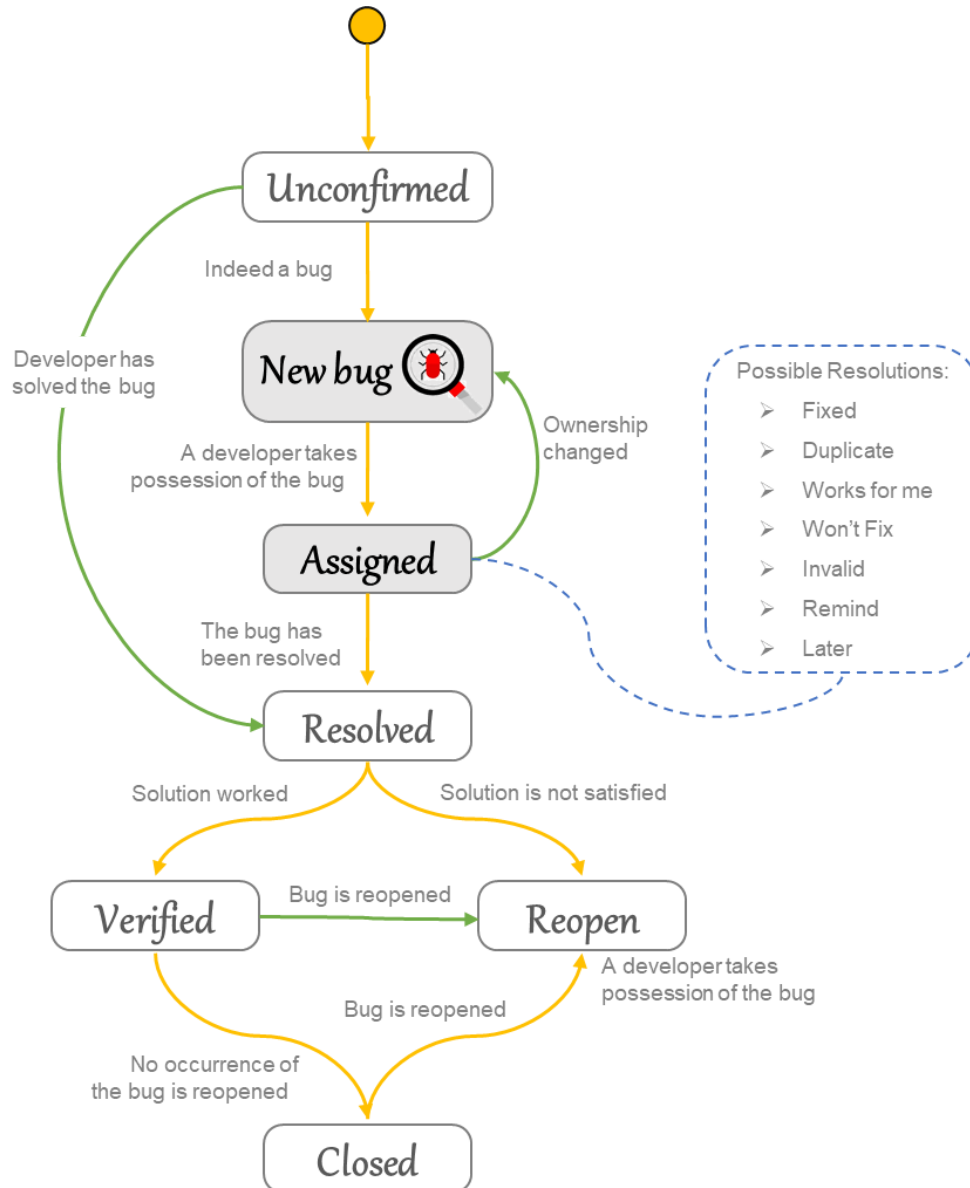 Unconfirmed
Indeed a bug
Developer has
solved the bug
New bug
Possible Resolutions:
➢ Fixed
➢ Duplicate
➢ Works for me
➢ Won’t Fix
➢ Invalid
➢ Remind
➢ Later
Ownership
changed
A developer takes
possession of the bug
Assigned
The bug has
been resolved
Resolved
Solution worked
Solution is not satisfied
Verified
Bug is reopened
Reopen
A developer takes
possession of the bug
Bug is reopened
No occurrence of
the bug is reopened
Closed